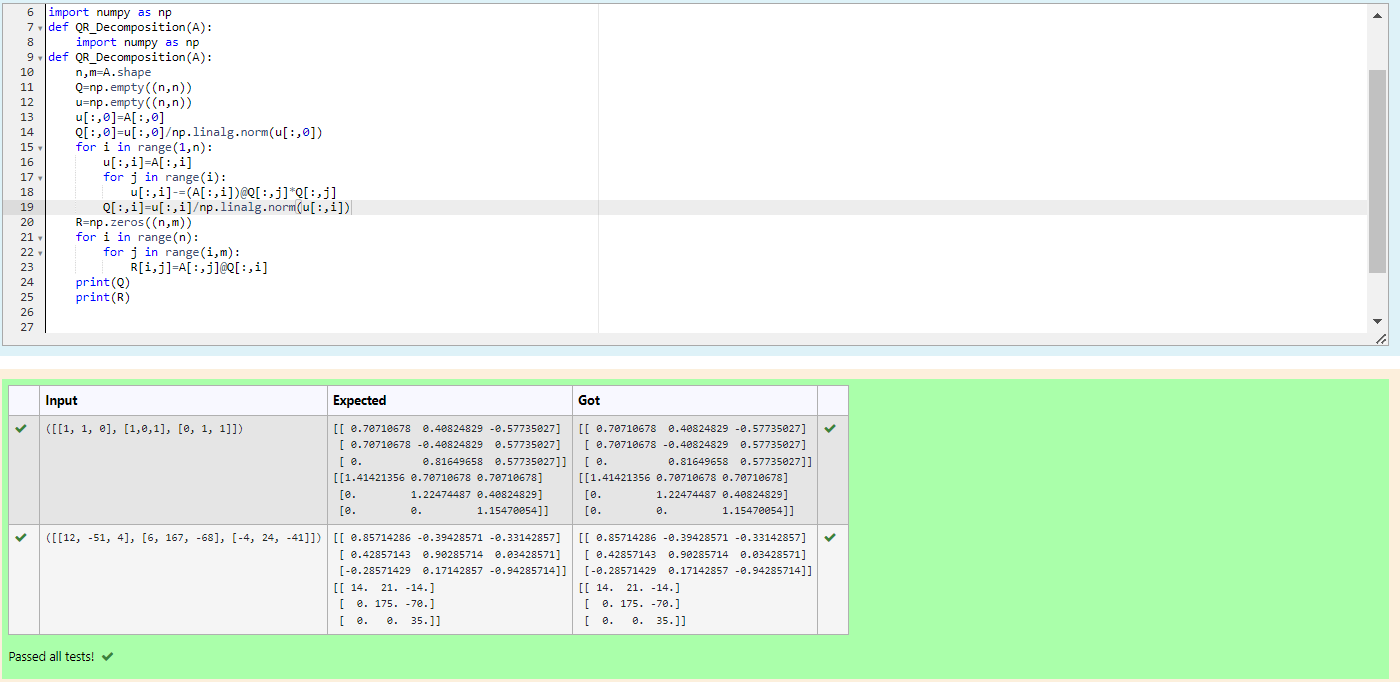 6 import numpy as np
7 def QR_Decomposition(A):
8     import numpy as np
9 def QR_Decomposition(A):
10     n,m=A.shape
11     Q=np.empty((n,n))
12     u=np.empty((n,n))
13     u[:,0]=A[:,0]
14     Q[:,0]=u[:,0]/np.linalg.norm(u[:,0])
15     for i in range(1,n):
16         u[:,i]=A[:,i]
17         for j in range(i):
18             u[:,i]-=(A[:,i])@Q[:,j]*Q[:,j]
19         Q[:,i]=u[:,i]/np.linalg.norm(u[:,i])
20     R=np.zeros((n,m))
21     for i in range(n):
22         for j in range(i,m):
23             R[i,j]=A[:,j]@Q[:,i]
24     print(Q)
25     print(R)
26
27
Input Expected Got
([[1, 1, 0], [1,0,1], [0, 1, 1]]) [[ 0.70710678  0.40824829 -0.57735027] [[ 0.70710678  0.40824829 -0.57735027]
[ 0.70710678 -0.40824829  0.57735027] [ 0.70710678 -0.40824829  0.57735027]
[ 0.          0.81649658  0.57735027]] [ 0.          0.81649658  0.57735027]]
[[1.41421356 0.70710678 0.70710678] [[1.41421356 0.70710678 0.70710678]
[0.         1.22474487 0.40824829] [0.         1.22474487 0.40824829]
[0.         0.         1.15470054]] [0.         0.         1.15470054]]
([[12, -51, 4], [6, 167, -68], [-4, 24, -41]]) [[ 0.85714286 -0.39428571 -0.33142857] [[ 0.85714286 -0.39428571 -0.33142857]
[ 0.42857143  0.90285714  0.03428571] [ 0.42857143  0.90285714  0.03428571]
[-0.28571429  0.17142857 -0.94285714]] [-0.28571429  0.17142857 -0.94285714]]
[[ 14.  21. -14.] [[ 14.  21. -14.]
[  0. 175. -70.] [  0. 175. -70.]
[  0.   0.  35.]] [  0.   0.  35.]]
Passed all tests!